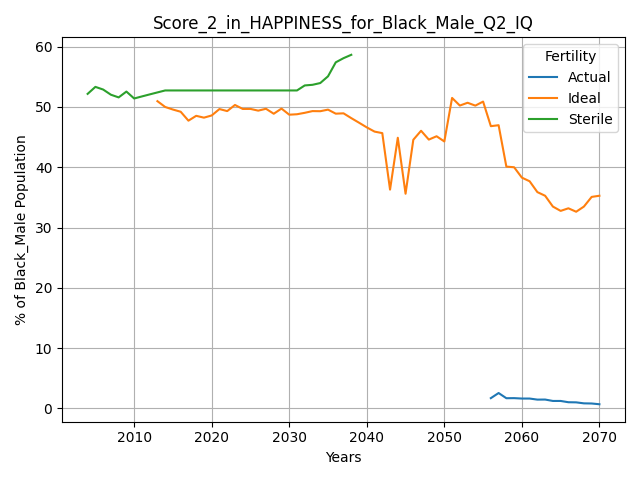 Score_2_in_HAPPINESS_for_Black_Male_Q2_IQ
Fertility
Actual
Ideal
Sterile
% of Black_Male Population
60
50
40
30
20
10
0
2010 2020 2030 2040 2050 2060 2070
Years